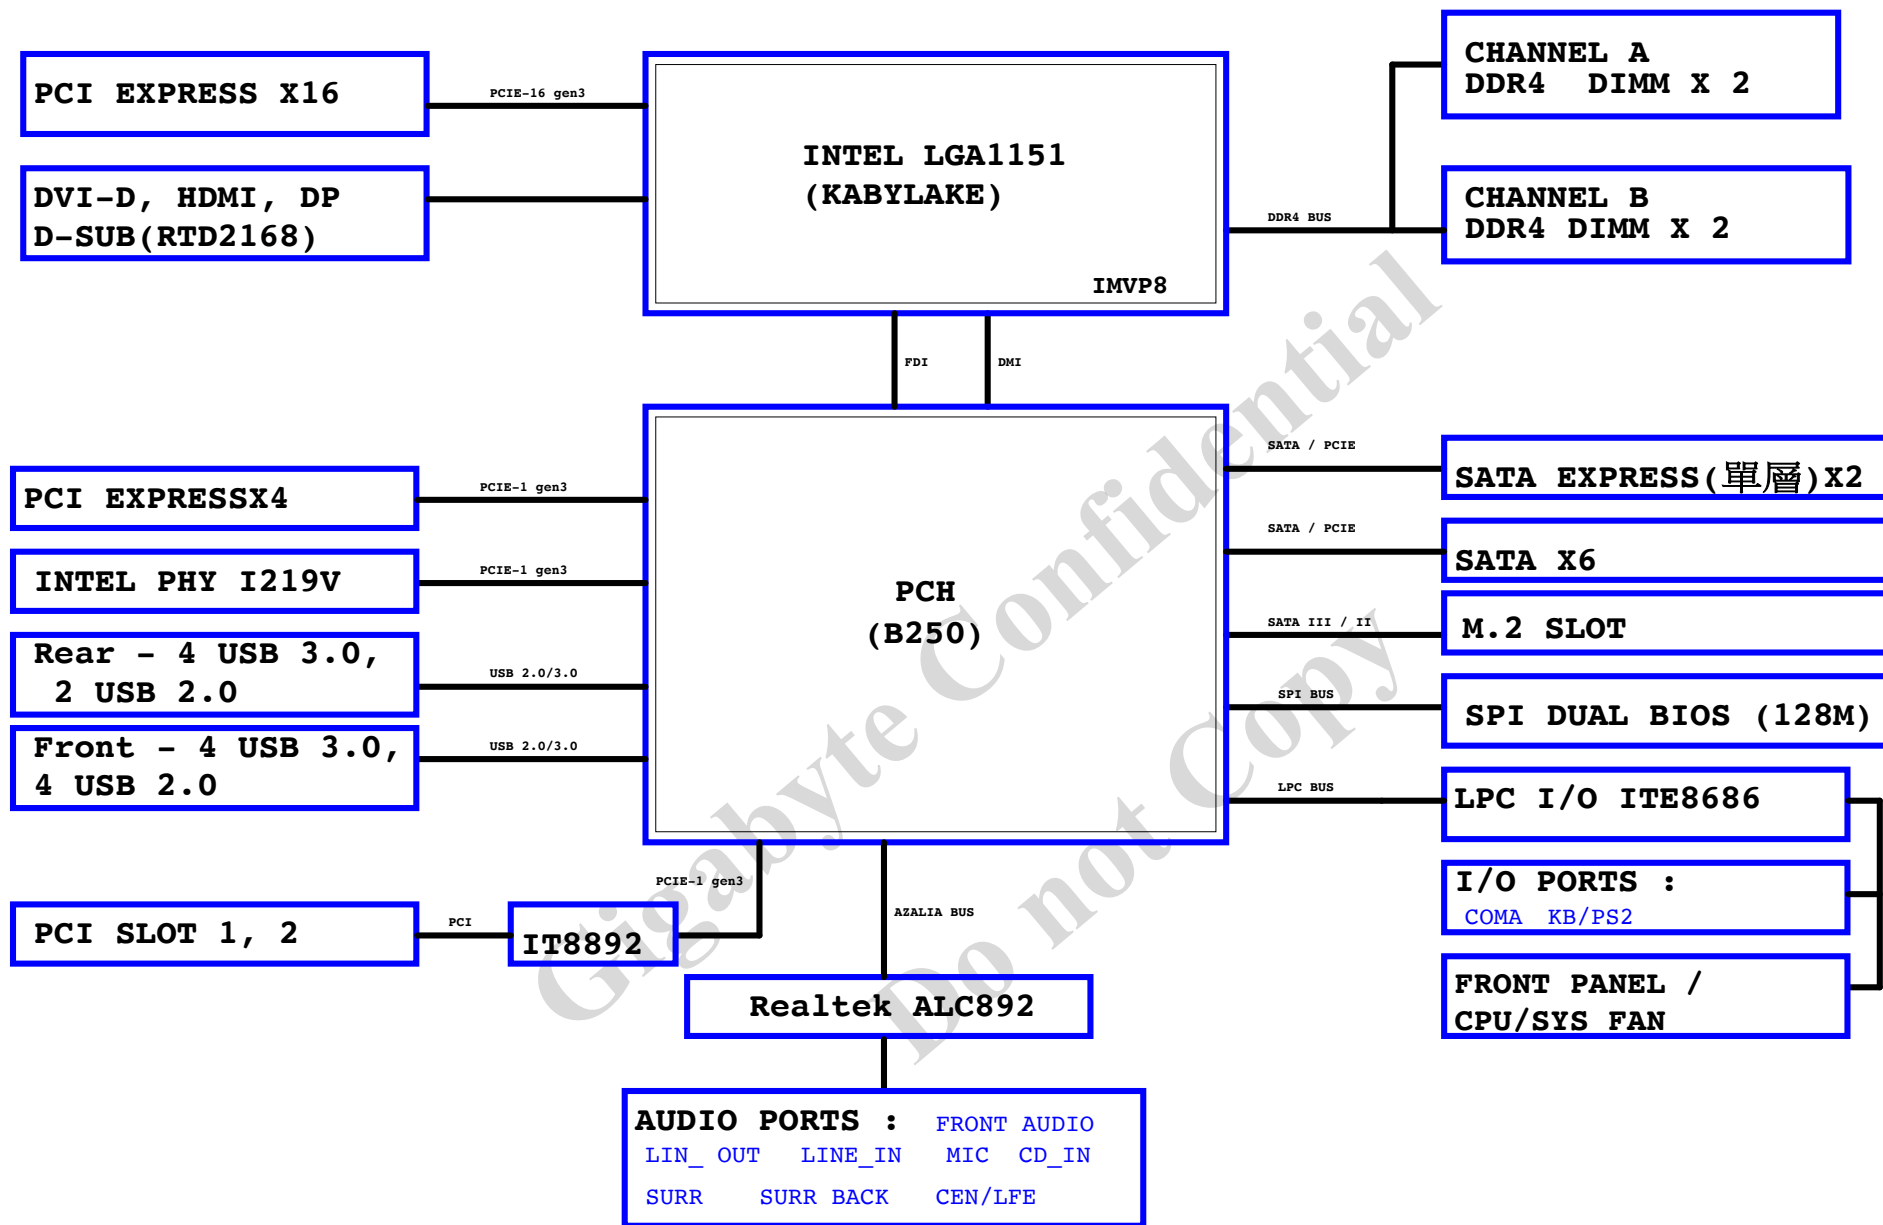 PCI EXPRESS X16
PCIE-16 gen3
DVI-D, HDMI, DP
D-SUB(RTD2168)
INTEL LGA1151
(KABYLAKE)
IMVP8
DDR4 BUS
CHANNEL A
DDR4 DIMM X 2
CHANNEL B
DDR4 DIMM X 2
FDI
DMI
PCI EXPRESSX4
PCIE-1 gen3
INTEL PHY I219V
PCIE-1 gen3
Rear - 4 USB 3.0,
2 USB 2.0
USB 2.0/3.0
Front - 4 USB 3.0,
4 USB 2.0
USB 2.0/3.0
PCH
(B250)
SATA / PCIE
SATA EXPRESS(單層)X2
SATA / PCIE
SATA X6
SATA III / II
M.2 SLOT
SPI BUS
SPI DUAL BIOS (128M)
LPC BUS
LPC I/O ITE8686
I/O PORTS :
COMA KB/PS2
FRONT PANEL /
CPU/SYS FAN
PCI SLOT 1, 2
PCI
IT8892
PCIE-1 gen3
AZALIA BUS
Realtek ALC892
AUDIO PORTS : FRONT AUDIO
LIN_ OUT LINE_IN MIC CD_IN
SURR SURR BACK CEN/LFE
Gigabyte Confidential
Do not Copy